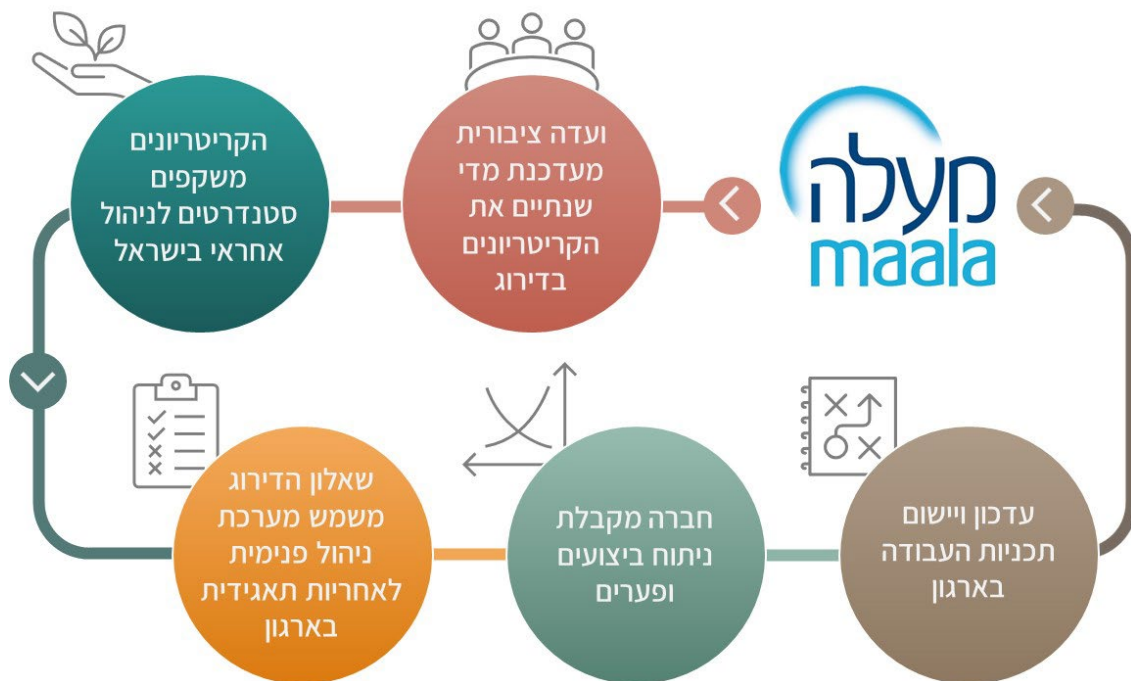 מעלה
maala
ועדה ציבורית
מעדכנת מדי
שנתיים את
הקריטריונים
בדירוג
הקריטריונים
משקפים
סטנדרטים לניהול
אחראי בישראל
שאלון הדירוג
משמש מערכת
ניהול פנימית
לאחריות תאגידית
בארגון
חברה מקבלת
ניתוח ביצועים
ופערים
עדכון ויישום
תכניות העבודה
בארגון